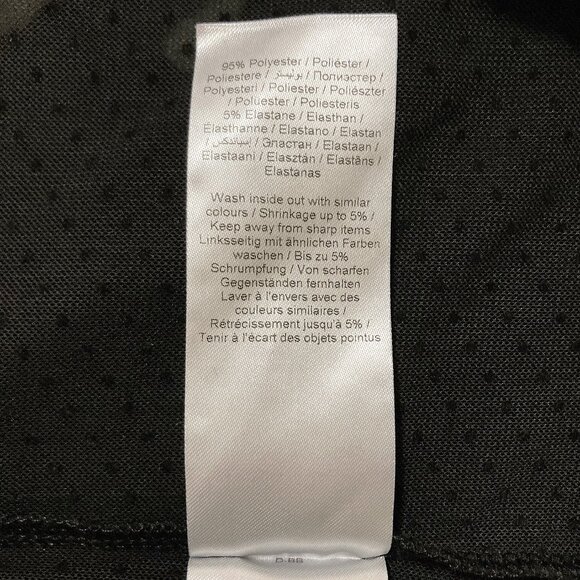 95% Polyester / Poliéster /
Poliestere / بوليستر / Полиэстер /
Polyesteri / Poliester / Poliészter
/ Poluester / Poliesteris
5% Elastane / Elasthan /
Elasthanne / Elastano / Elastan
/ إسباندكس / Эластан / Elastaan /
Elastaani / Elasztán / Elastāns /
Elastanas
Wash inside out with similar
colours / Shrinkage up to 5% /
Keep away from sharp items
Linksseitig mit ähnlichen Farben
waschen / Bis zu 5%
Schrumpfung / Von scharfen
Gegenständen fernhalten
Laver à l'envers avec des
couleurs similaires /
Rétrécissement jusqu'à 5% /
Tenir à l'écart des objets pointus